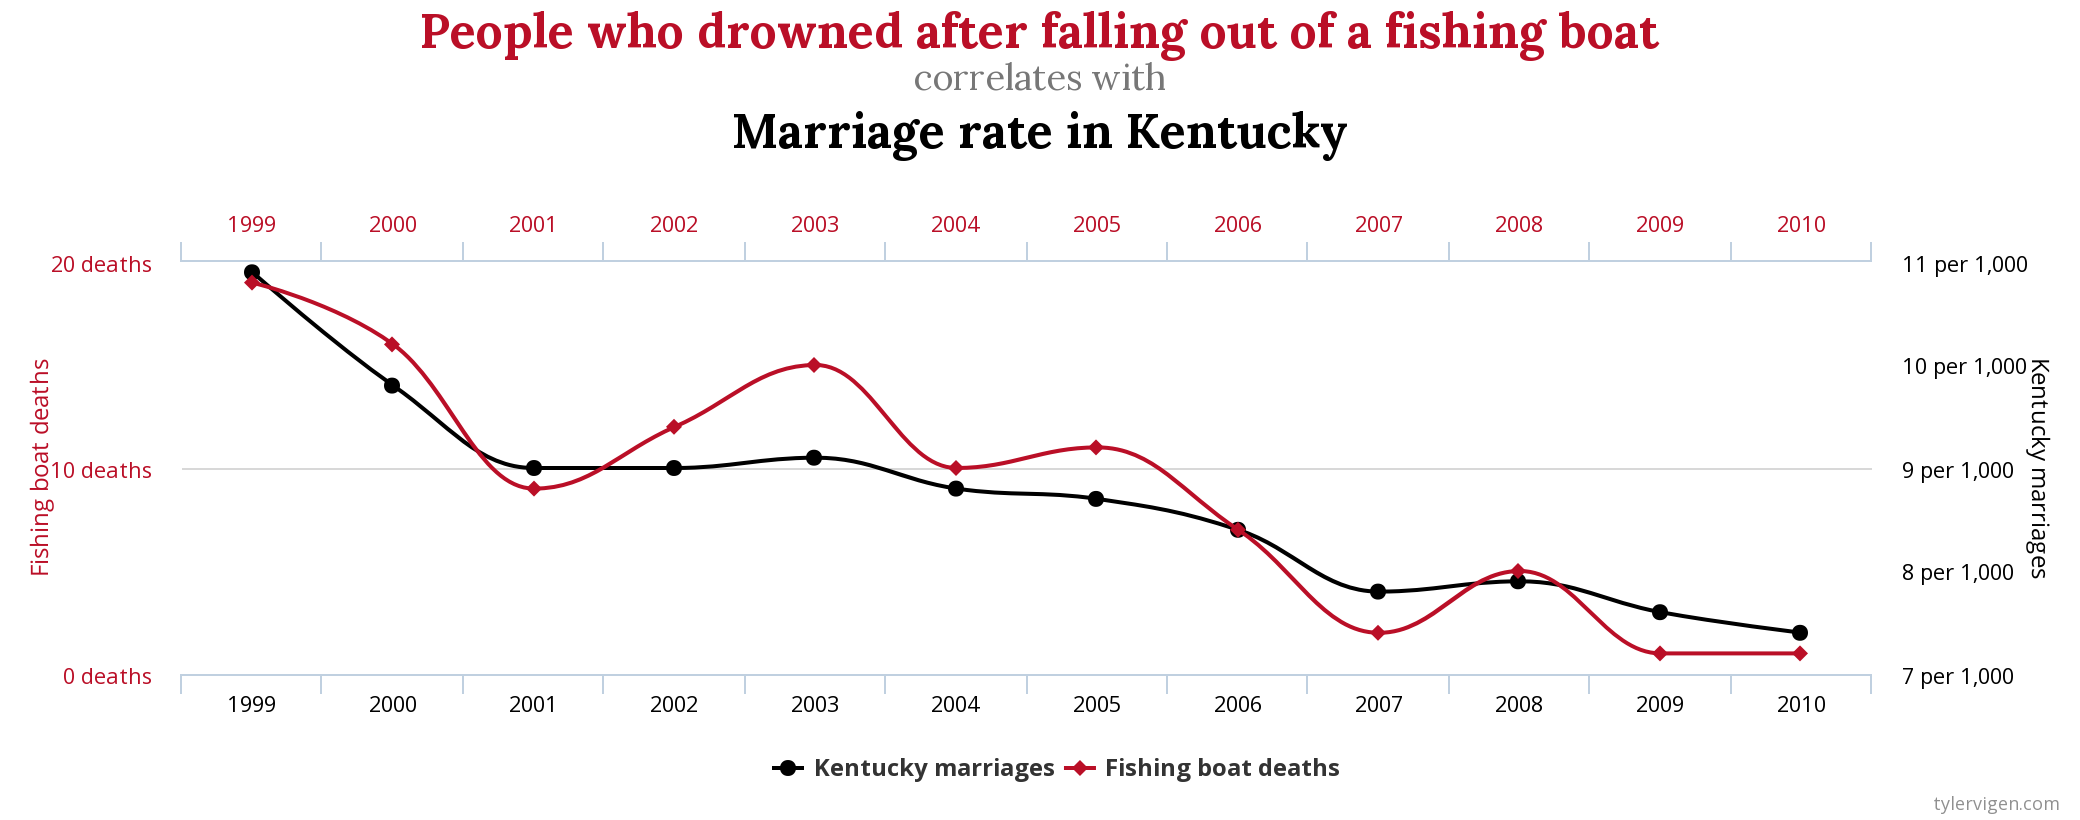 People who drowned after falling out of a fishing boat
correlates with
Marriage rate in Kentucky
1999 2000 2001 2002 2003 2004 2005 2006 2007 2008 2009 2010
20 deaths
10 deaths
0 deaths
Fishing boat deaths
11 per 1,000
10 per 1,000
9 per 1,000
8 per 1,000
7 per 1,000
Kentucky marriages
1999 2000 2001 2002 2003 2004 2005 2006 2007 2008 2009 2010
Kentucky marriages Fishing boat deaths
tylervigen.com